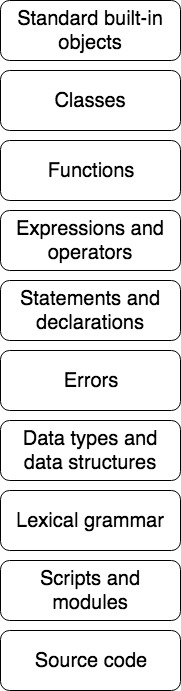 Standard built-in
objects
Classes
Functions
Expressions and
operators
Statements and
declarations
Errors
Data types and
data structures
Lexical grammar
Scripts and
modules
Source code